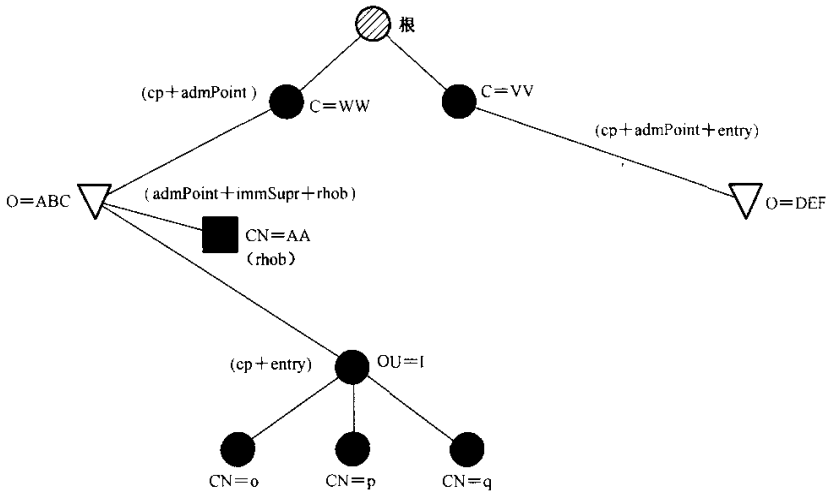 根
(cp+admPoint)
C=WW
C=VV
(cp+admPoint+entry)
O=ABC
(admPoint+immSupr+rhob)
O=DEF
CN=AA
(rhob)
(cp+entry)
OU=I
CN=o
CN=p
CN=q